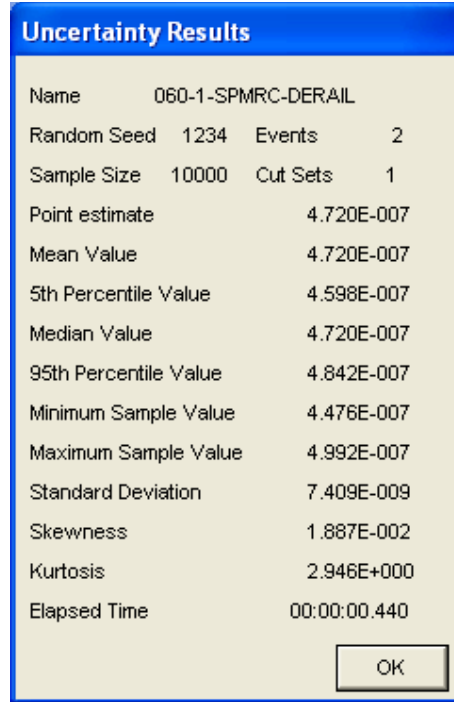 Uncertainty Results
Name 060-1-SPMRC-DERAIL
Random Seed 1234 Events 2
Sample Size 10000 Cut Sets 1
Point estimate 4.720E-007
Mean Value 4.720E-007
5th Percentile Value 4.598E-007
Median Value 4.720E-007
95th Percentile Value 4.842E-007
Minimum Sample Value 4.476E-007
Maximum Sample Value 4.992E-007
Standard Deviation 7.409E-009
Skewness 1.887E-002
Kurtosis 2.946E+000
Elapsed Time 00:00:00.440
OK